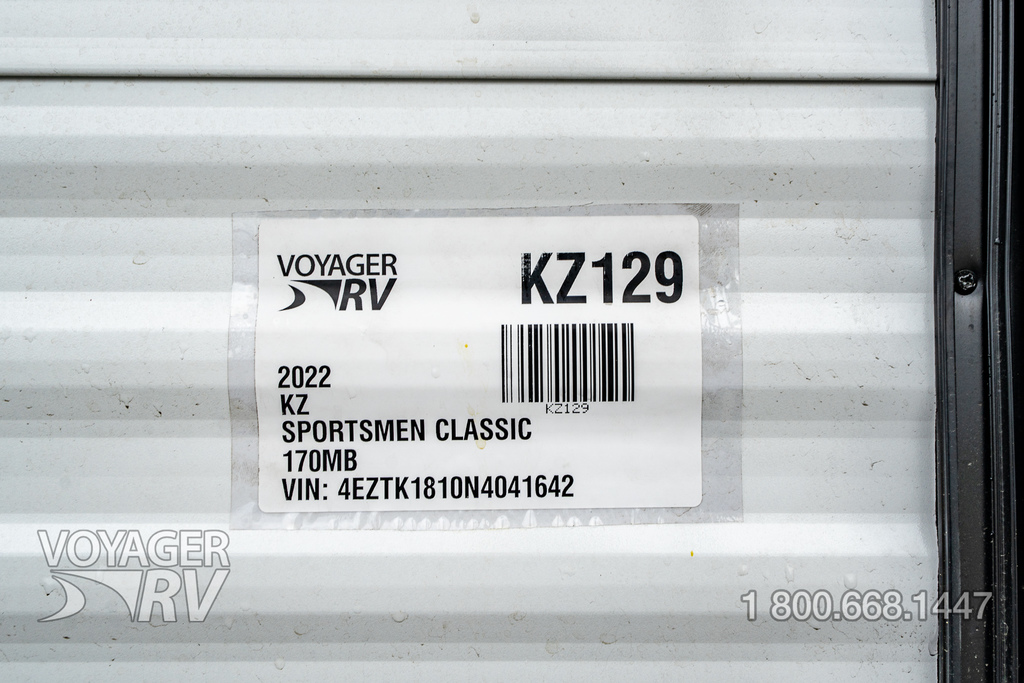 VOYAGER
RV
KZ129
KZ129
2022
KZ
SPORTSMEN CLASSIC
170MB
VIN: 4EZTK1810N4041642
VOYAGER
RV
1 800.668.1447